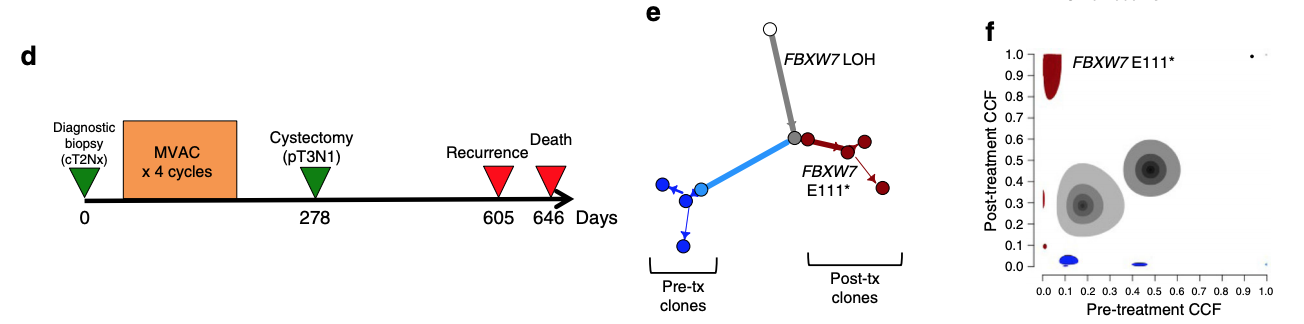 d
Diagnostic
biopsy
(cT2Nx)
MVAC
x 4 cycles
Cystectomy
(pT3N1)
Recurrence
Death
0
278
605
646
Days
e
FBXW7 LOH
FBXW7
E111*
Pre-tx
clones
Post-tx
clones
f
FBXW7 E111*
Post-treatment CCF
1.0
0.9
0.8
0.7
0.6
0.5
0.4
0.3
0.2
0.1
0.0
0.0 0.1 0.2 0.3 0.4 0.5 0.6 0.7 0.8 0.9 1.0
Pre-treatment CCF